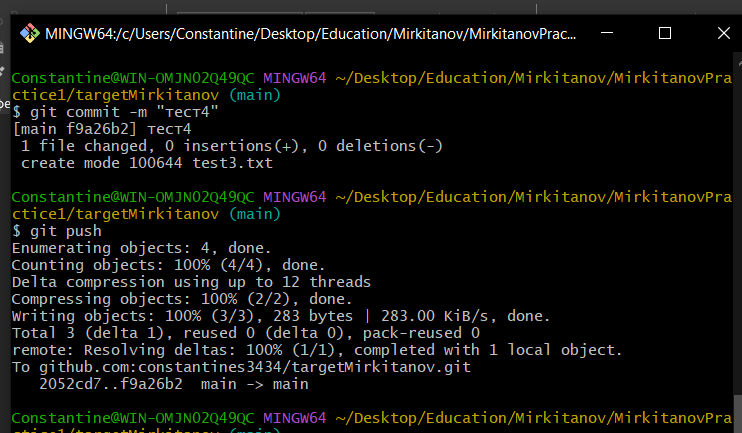 MINGW64:/c/Users/Constantine/Desktop/Education/Mirkitanov/MirkitanovPrac...
Constantine@WIN-OMJNO2Q49QC MINGW64 ~/Desktop/Education/Mirkitanov/MirkitanovPra
ctice1/targetMirkitanov (main)
$ git commit -m "тест4"
[main f9a26b2] тест4
 1 file changed, 0 insertions(+), 0 deletions(-)
 create mode 100644 test3.txt
Constantine@WIN-OMJNO2Q49QC MINGW64 ~/Desktop/Education/Mirkitanov/MirkitanovPra
ctice1/targetMirkitanov (main)
$ git push
Enumerating objects: 4, done.
Counting objects: 100% (4/4), done.
Delta compression using up to 12 threads
Compressing objects: 100% (2/2), done.
Writing objects: 100% (3/3), 283 bytes | 283.00 KiB/s, done.
Total 3 (delta 1), reused 0 (delta 0), pack-reused 0
remote: Resolving deltas: 100% (1/1), completed with 1 local object.
To github.com:constantines3434/targetMirkitanov.git
   2052cd7..f9a26b2  main -> main
Constantine@WIN-OMJNO2Q49QC MINGW64 ~/Desktop/Education/Mirkitanov/MirkitanovPra
ctice1/targetMirkitanov (main)